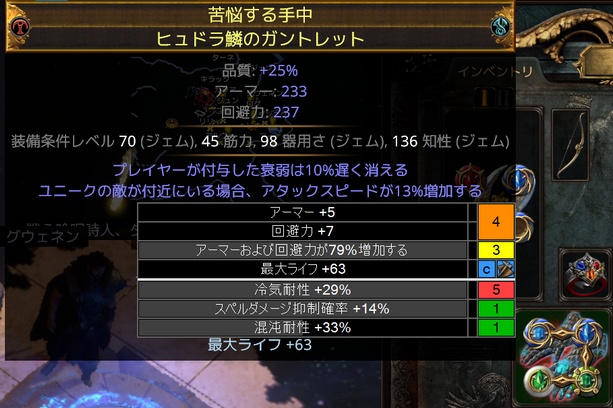 苦悩する手中
ヒュドラ鱗のガントレット
品質: +25%
アーマー: 233
回避力: 237
インベントリ
装備条件レベル 70 (ジェム), 45 筋力, 98 器用さ (ジェム), 136 知性 (ジェム)
プレイヤーが付与した衰弱は10%遅く消える
ユニークの敵が付近にいる場合、アタックスピードが13%増加する
アーマー +5
回避力 +7
4
アーマーおよび回避力が79%増加する 3
最大ライフ +63 C
冷気耐性 +29% 5
スペルダメージ抑制確率 +14% 1
混沌耐性 +33% 1
最大ライフ +63
グウェネン